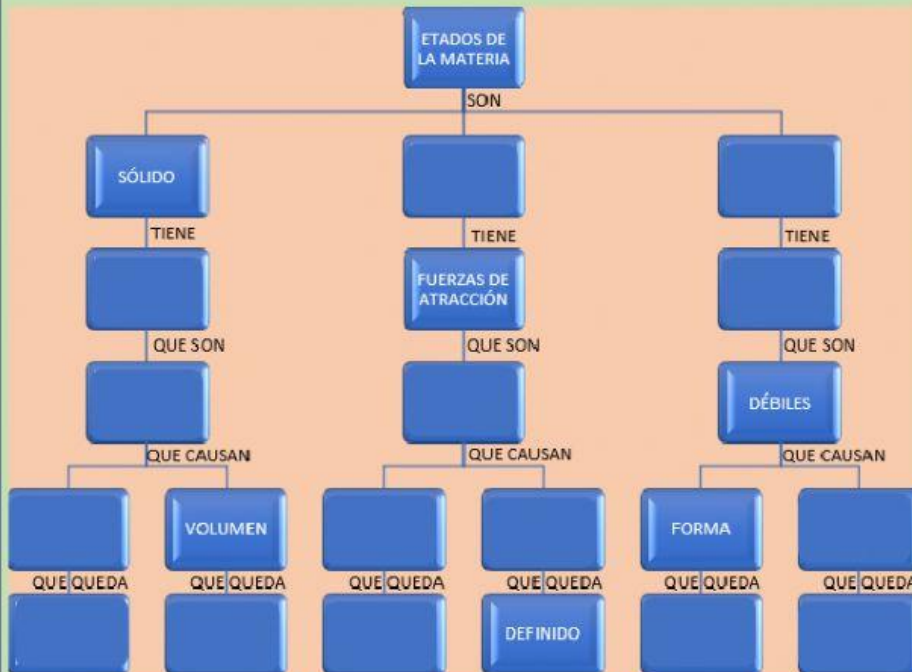 ETADOS DE
LA MATERIA
SON
SÓLIDO
TIENE
TIENE
TIENE
FUERZAS DE
ATRACCIÓN
QUE SON
QUE SON
QUE SON
DÉBILES
QUE CAUSAN
QUE CAUSAN
QUE CAUSAN
VOLUMEN
FORMA
QUE QUEDA
QUE QUEDA
QUE QUEDA
QUE QUEDA
QUE QUEDA
QUE QUEDA
DEFINIDO